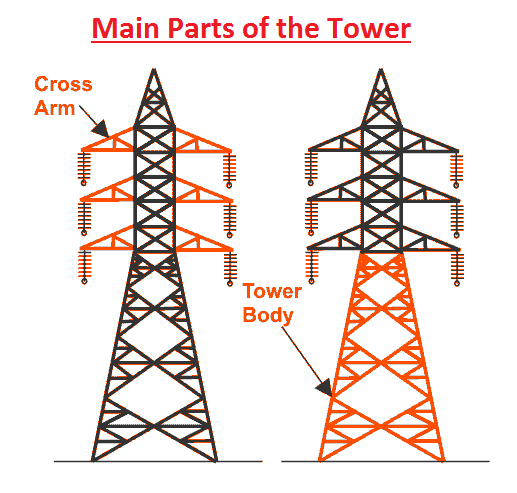 Main Parts of the Tower
Cross
Arm
Tower
Body